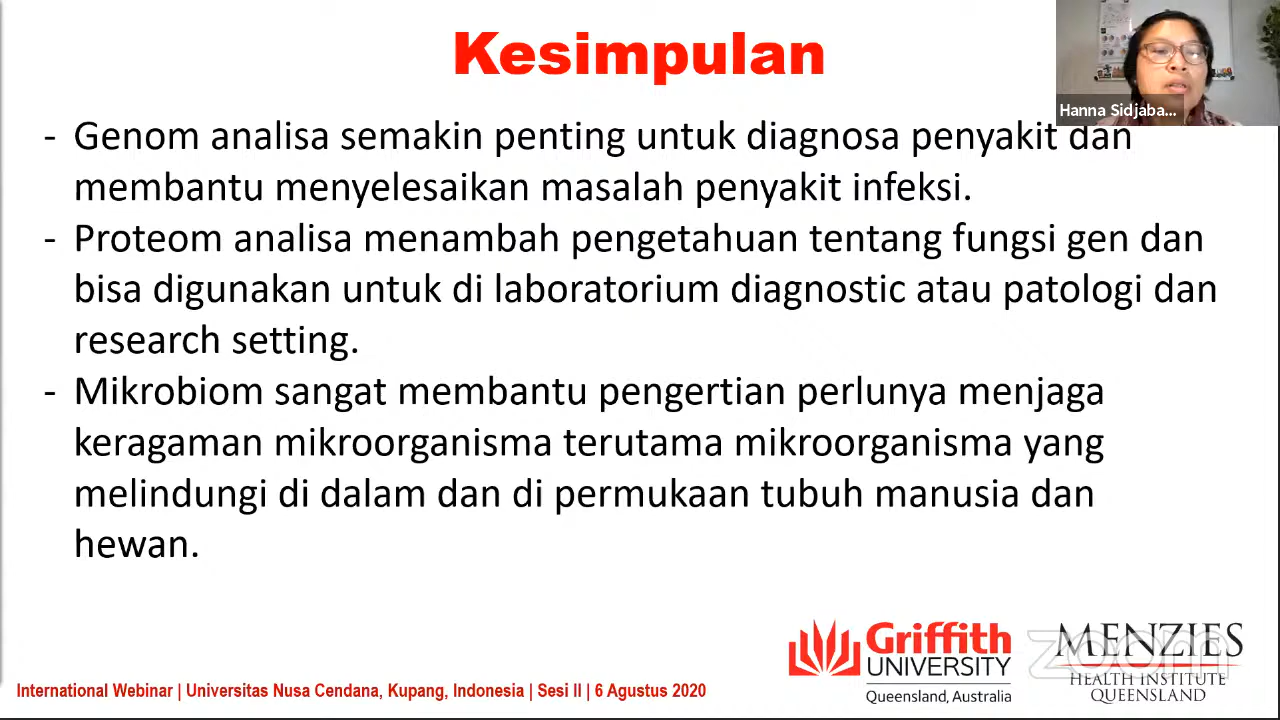 Kesimpulan
Hanna Sidjaba...
- Genom analisa semakin penting untuk diagnosa penyakit dan
membantu menyelesaikan masalah penyakit infeksi.
- Proteom analisa menambah pengetahuan tentang fungsi gen dan
bisa digunakan untuk di laboratorium diagnostic atau patologi dan
research setting.
- Mikrobiom sangat membantu pengertian perlunya menjaga
keragaman mikroorganisma terutama mikroorganisma yang
melindungi di dalam dan di permukaan tubuh manusia dan
hewan.
Griffith
UNIVERSITY
Queensland, Australia
MENZIES
HEALTH INSTITUTE
QUEENSLAND
zoom
International Webinar | Universitas Nusa Cendana, Kupang, Indonesia | Sesi II | 6 Agustus 2020